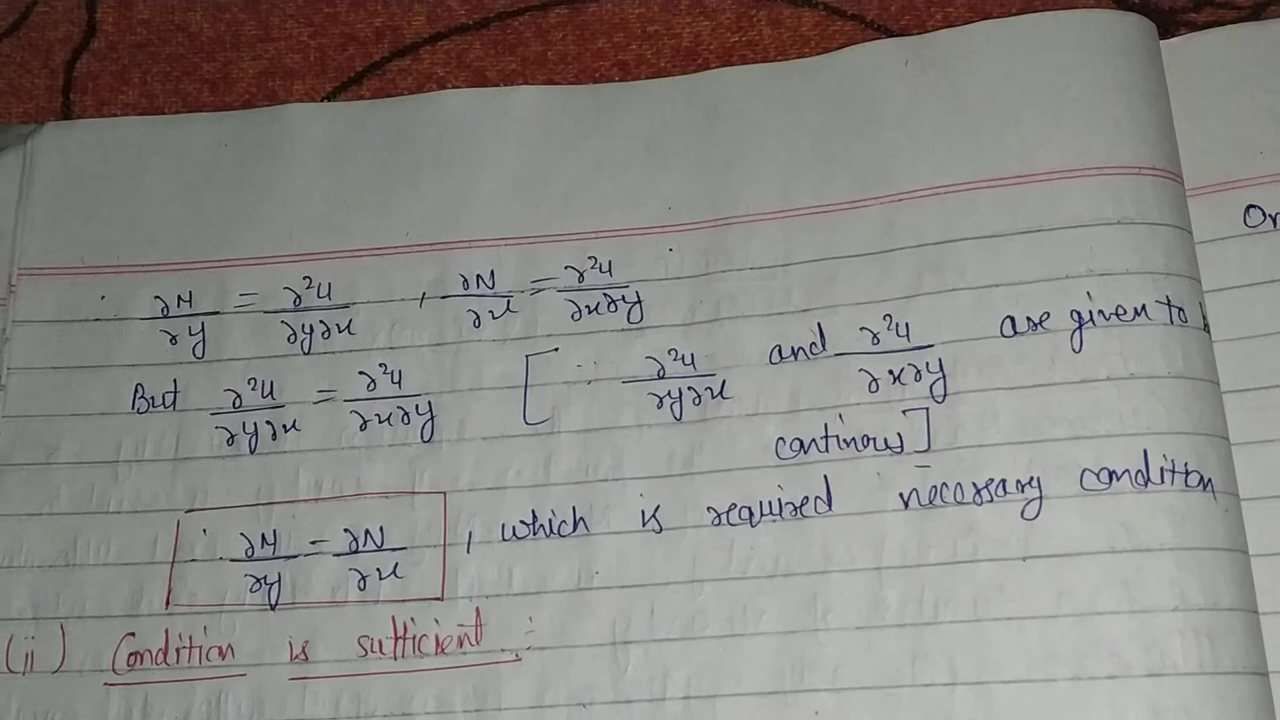 ∴ ∂M/∂y = ∂²u/∂y∂x , ∂N/∂x = ∂²u/∂x∂y
But ∂²u/∂y∂x = ∂²u/∂x∂y [∵ ∂²u/∂y∂x and ∂²u/∂x∂y are given to
continous]
∴ ∂M/∂y = ∂N/∂x , which is required necessary condition
(ii) Condition is sufficient :